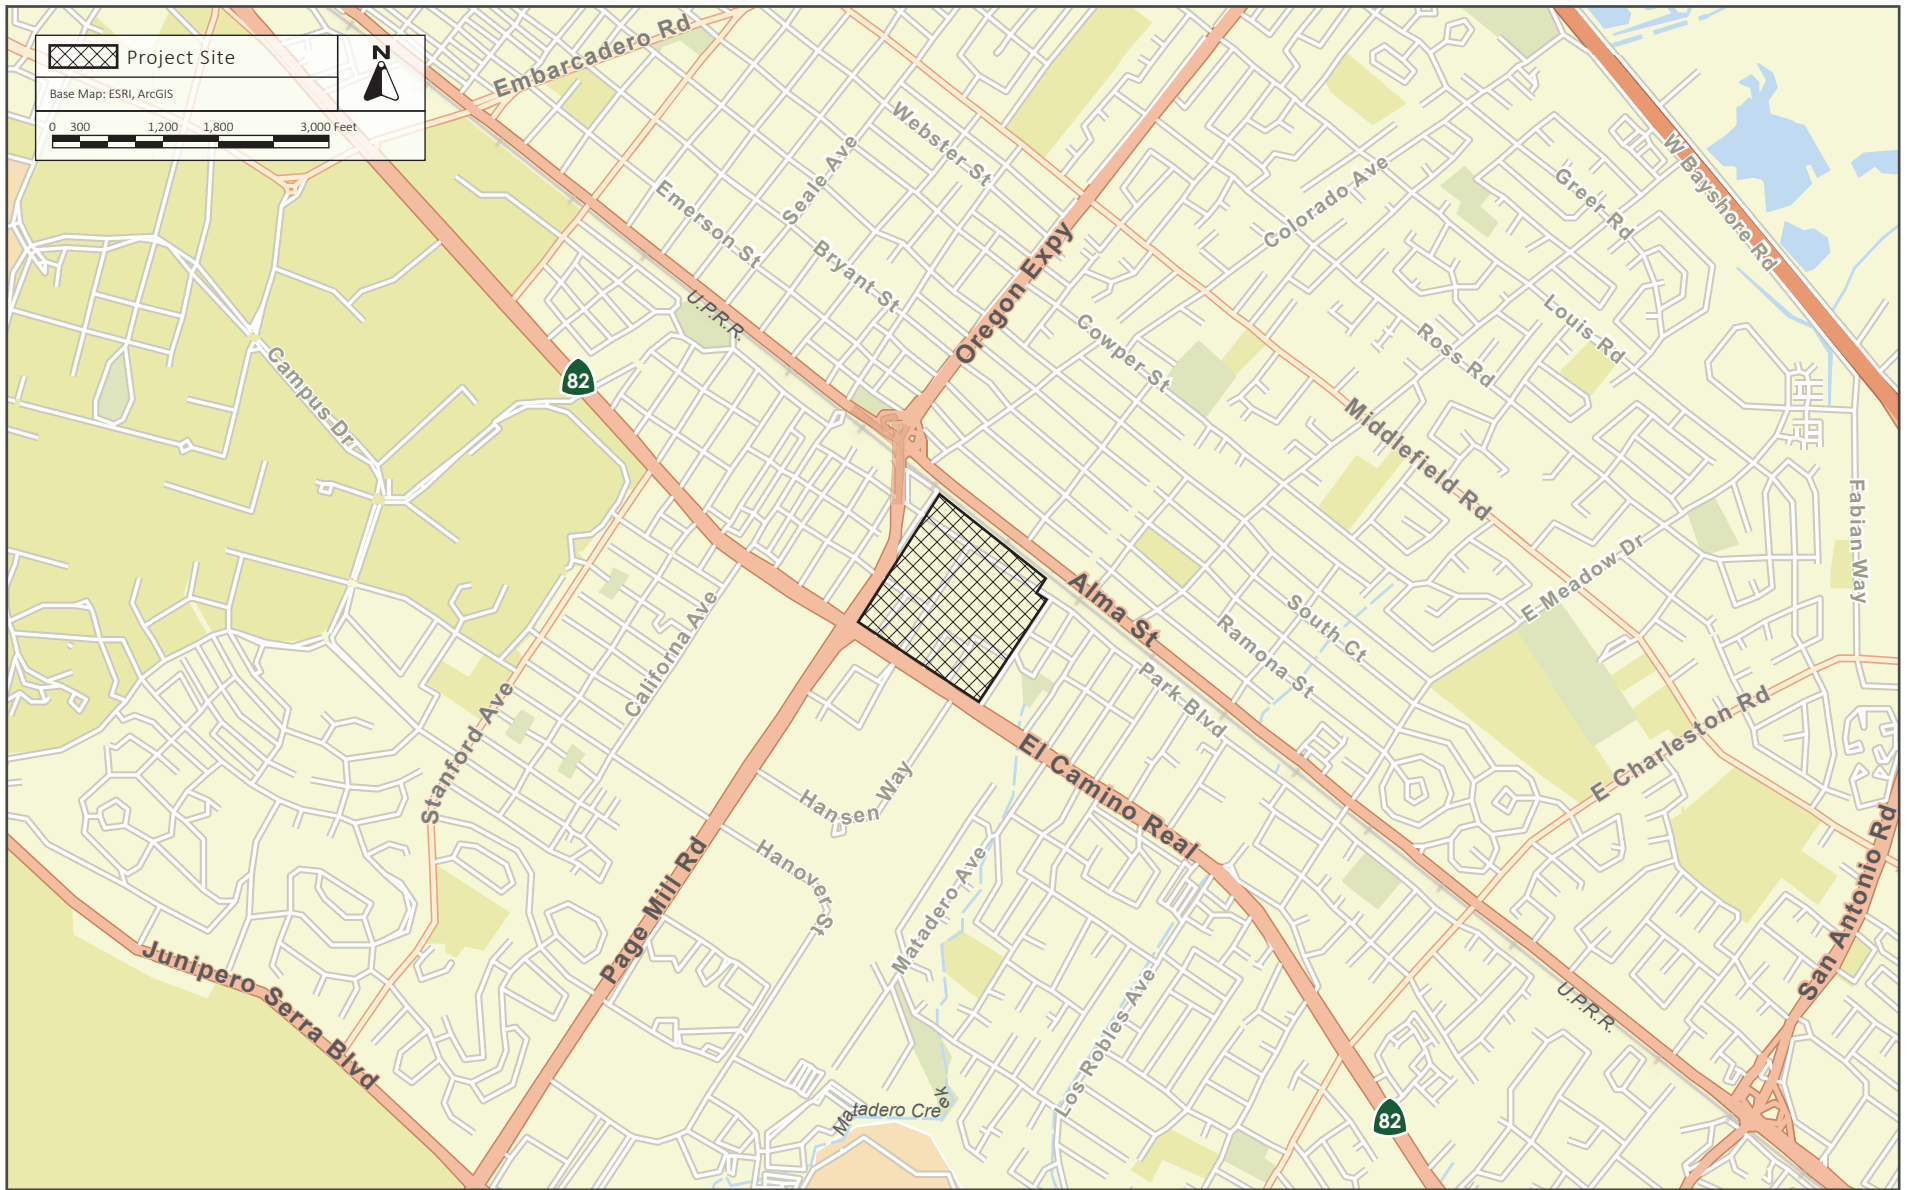 Project Site
N
Base Map: ESRI, ArcGIS
0 300 1,200 1,800 3,000 Feet
Embarcadero Rd
Webster St
Seale Ave
Emerson St
Bryant St
Oregon Expy
Colorado Ave
Greer Rd
W Bayshore Rd
U.P.R.R.
Cowper St
Ross Rd
Louis Rd
Campus Dr
82
Middlefield Rd
Fabian Way
E Meadow Dr
Alma St
South Ct
Ramona St
Park Blvd
Californa Ave
Stanford Ave
E Charleston Rd
El Camino Real
Hansen Way
Hanover St
Page Mill Rd
Matadero Ave
San Antonio Rd
Junipero Serra Blvd
Los Robles Ave
U.P.R.R.
Matadero Creek
82